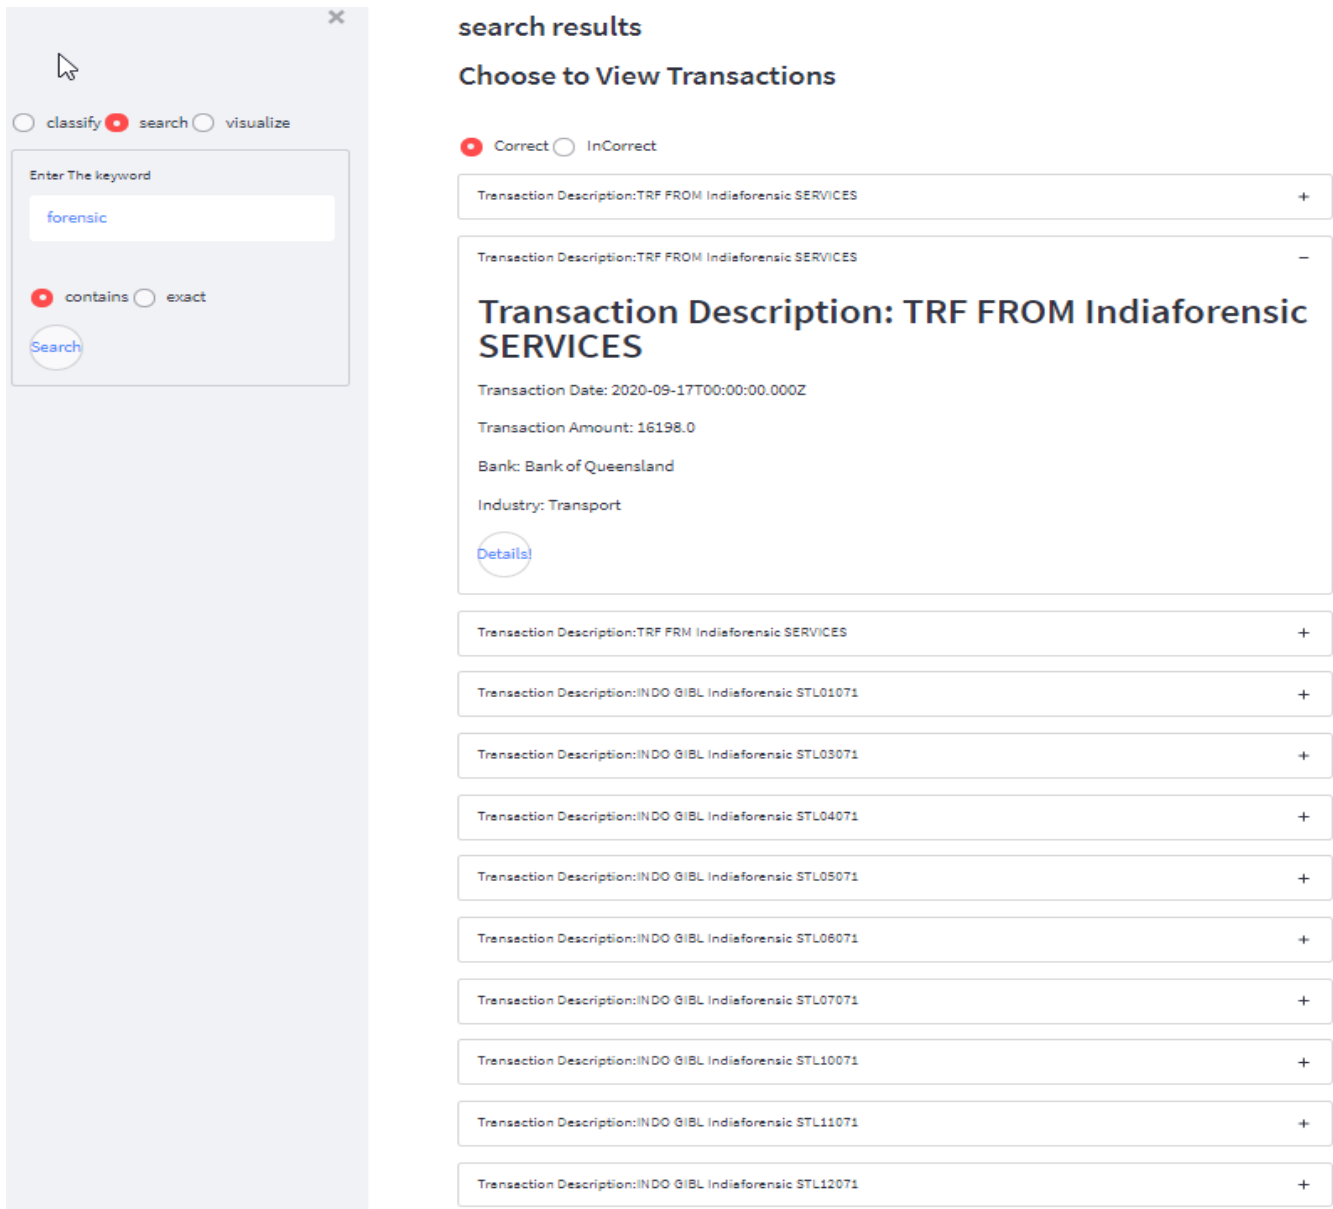 classify search visualize
Enter The keyword
forensic
contains exact
Search
search results
Choose to View Transactions
Correct InCorrect
Transaction Description:TRF FROM Indiaforensic SERVICES +
Transaction Description:TRF FROM Indiaforensic SERVICES −
Transaction Description: TRF FROM Indiaforensic
SERVICES
Transaction Date: 2020-09-17T00:00:00.000Z
Transaction Amount: 16198.0
Bank: Bank of Queensland
Industry: Transport
Details!
Transaction Description:TRF FRM Indiaforensic SERVICES +
Transaction Description:INDO GIBL Indiaforensic STL01071 +
Transaction Description:INDO GIBL Indiaforensic STL03071 +
Transaction Description:INDO GIBL Indiaforensic STL04071 +
Transaction Description:INDO GIBL Indiaforensic STL05071 +
Transaction Description:INDO GIBL Indiaforensic STL06071 +
Transaction Description:INDO GIBL Indiaforensic STL07071 +
Transaction Description:INDO GIBL Indiaforensic STL10071 +
Transaction Description:INDO GIBL Indiaforensic STL11071 +
Transaction Description:INDO GIBL Indiaforensic STL12071 +